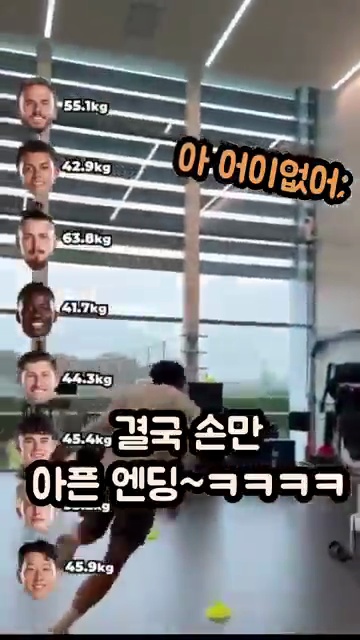 55.1kg
42.9kg
아 어이없어;
63.8kg
41.7kg
44.3kg
45.4kg
결국 손만
아픈 엔딩~ㅋㅋㅋㅋ
45.9kg